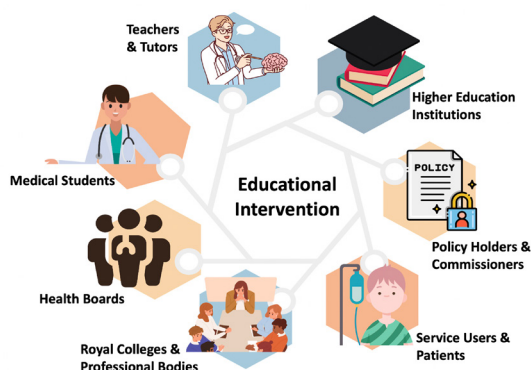 Teachers
& Tutors
Higher Education
Institutions
Medical Students
Educational
Intervention
POLICY
Policy Holders &
Commissioners
Health Boards
Royal Colleges &
Professional Bodies
Service Users &
Patients